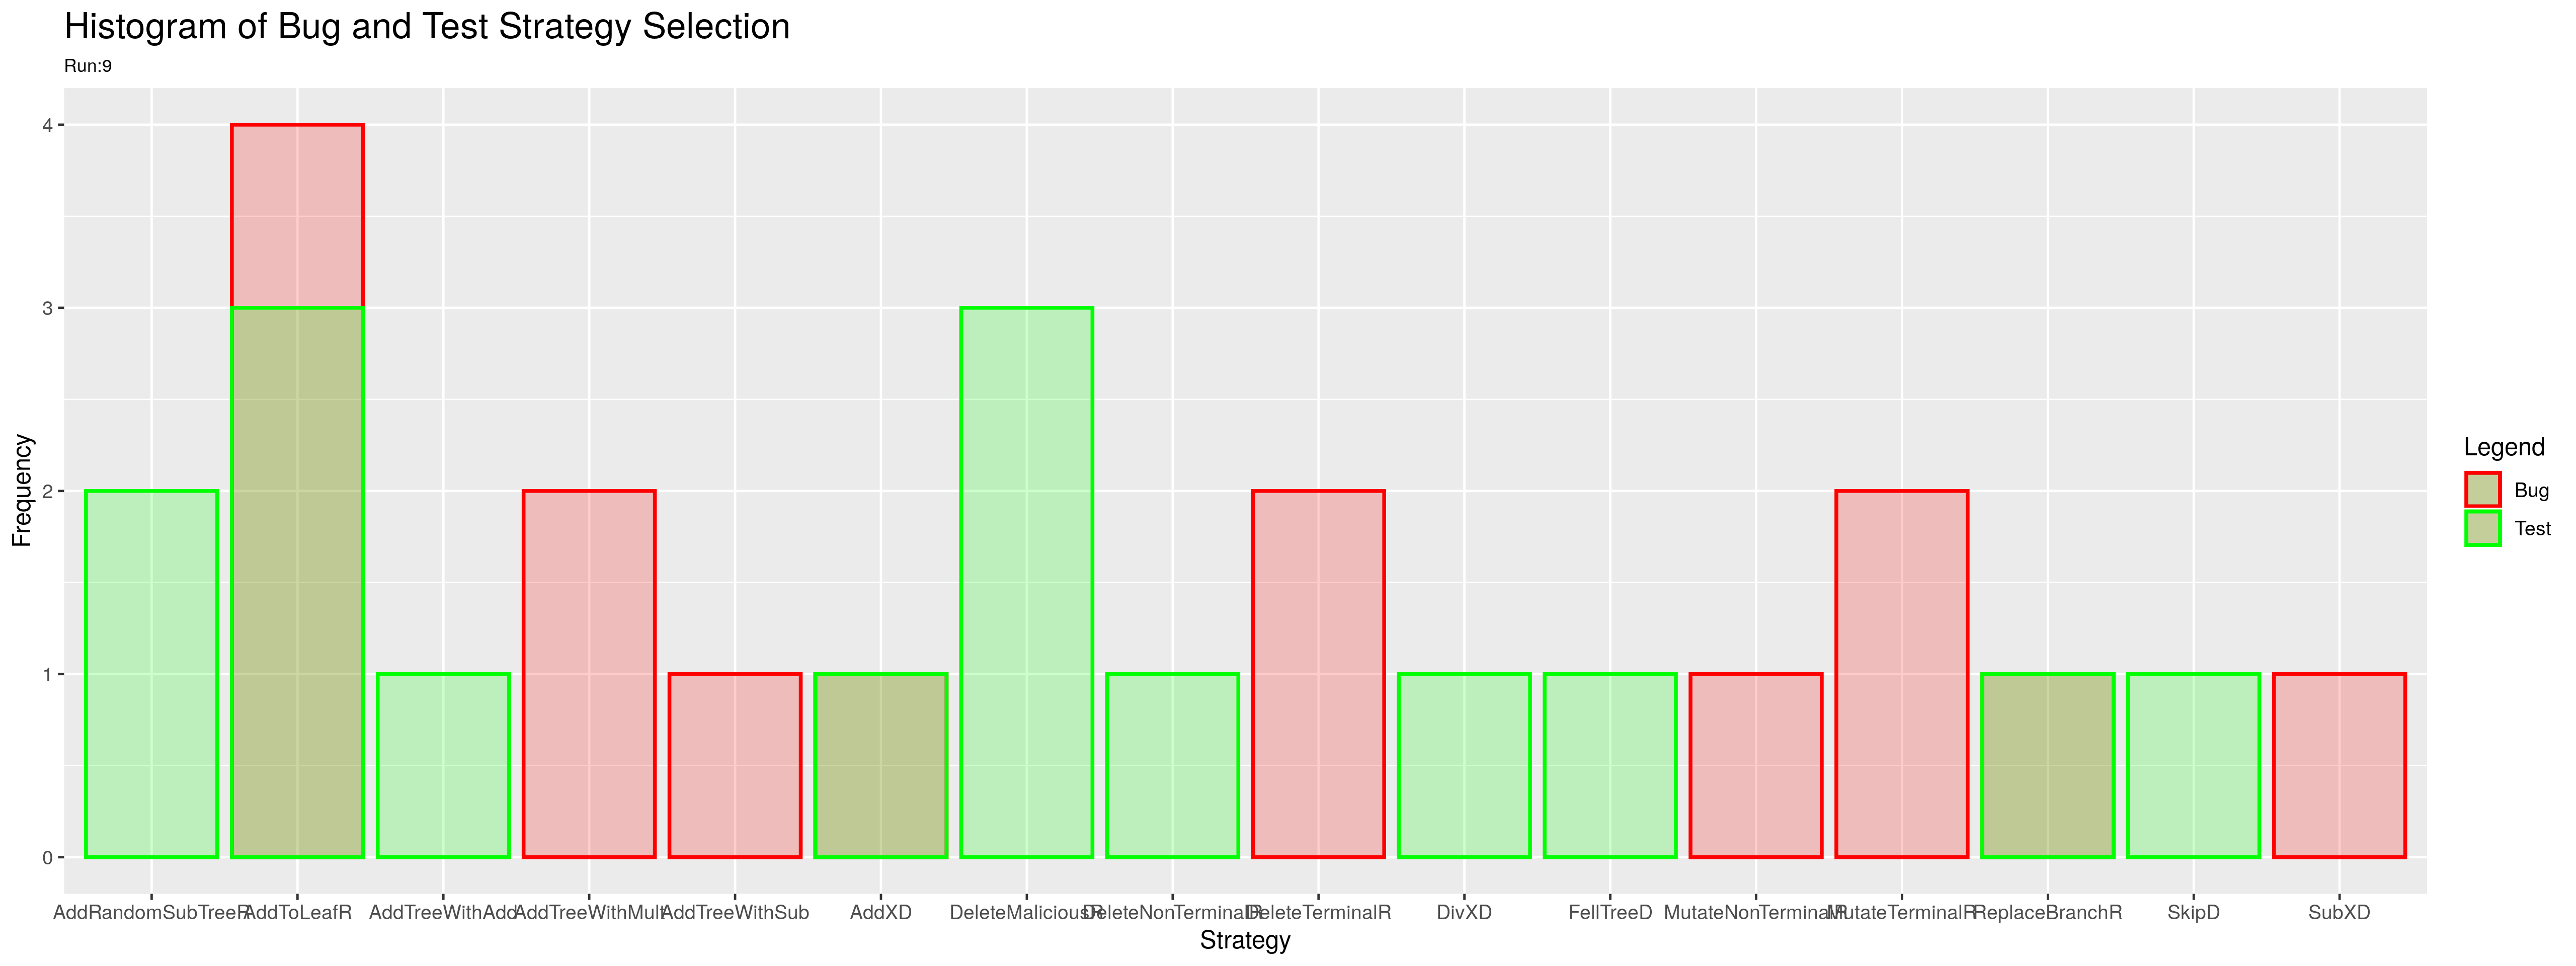 Histogram of Bug and Test Strategy Selection
Run:9
Frequency
4
3
2
1
0
AddRandomSubTreeR AddToLeafR AddTreeWithAdd AddTreeWithMult AddTreeWithSub AddXD DeleteMaliciousR DeleteNonTerminalR DeleteTerminalR DivXD FellTreeD MutateNonTerminalR MutateTerminalR ReplaceBranchR SkipD SubXD
Strategy
Legend
Bug
Test